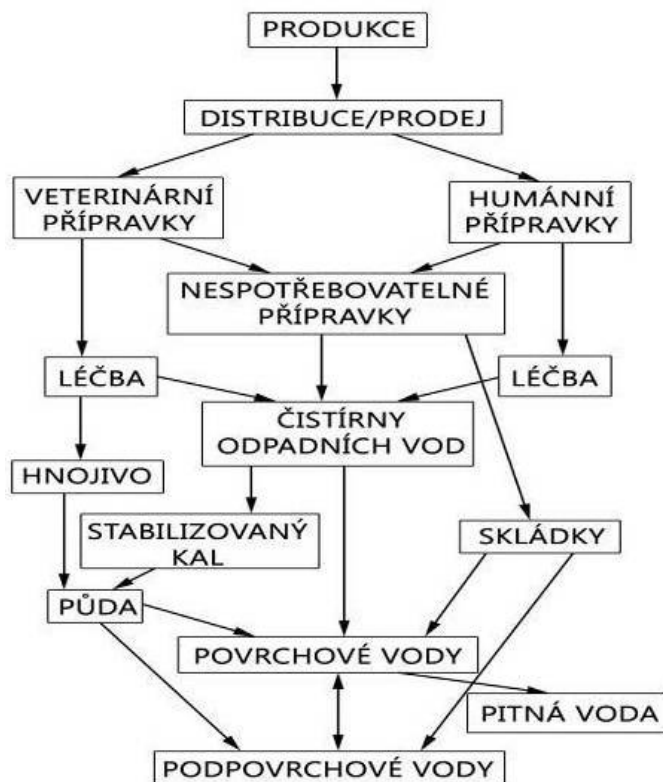 PRODUKCE
DISTRIBUCE/PRODEJ
VETERINÁRNÍ
PŘÍPRAVKY
HUMÁNNÍ
PŘÍPRAVKY
NESPOTŘEBOVATELNÉ
PŘÍPRAVKY
LÉČBA
LÉČBA
ČISTÍRNY
ODPADNÍCH VOD
HNOJIVO
STABILIZOVANÝ
KAL
SKLÁDKY
PŮDA
POVRCHOVÉ VODY
PITNÁ VODA
PODPOVRCHOVÉ VODY